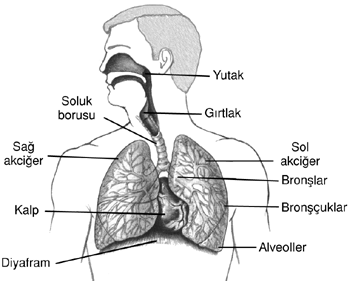 Yutak
Soluk
borusu
Gırtlak
Sağ
akciğer
Sol
akciğer
Bronşlar
Kalp
Bronşçuklar
Alveoller
Diyafram